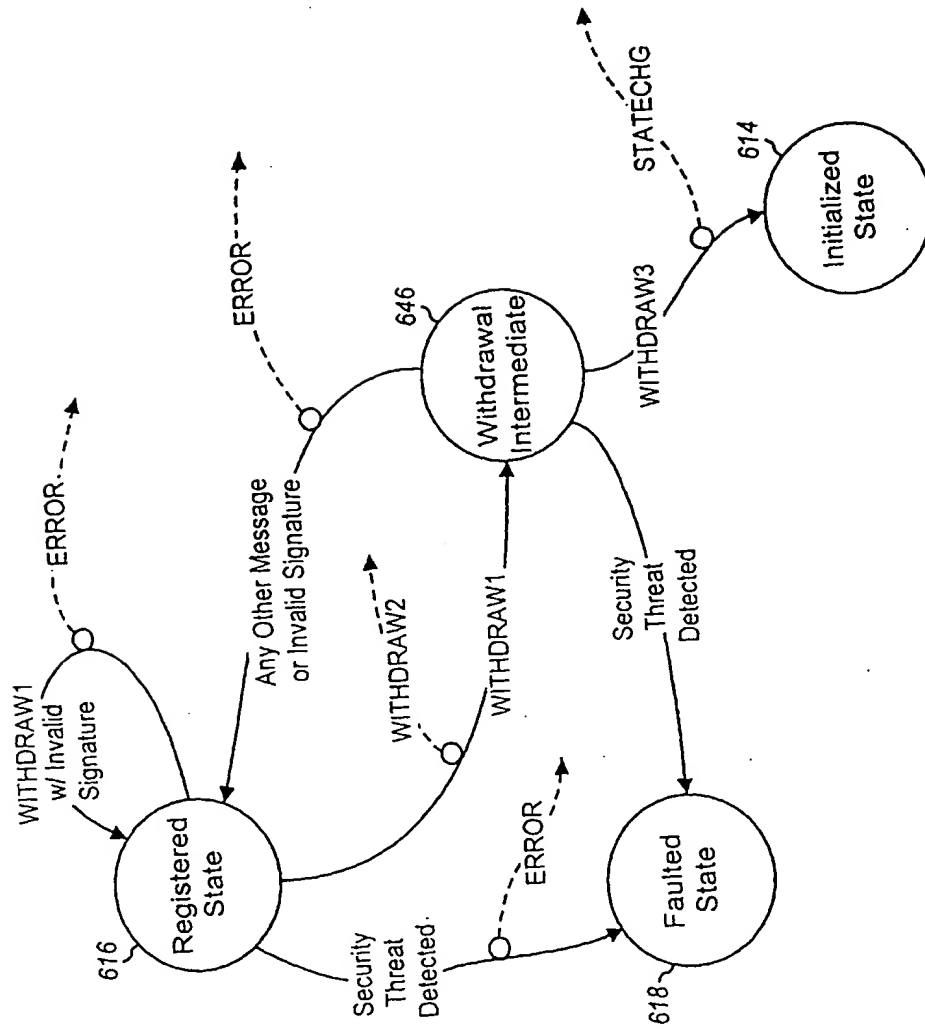 616
Registered
State
WITHDRAW1
w/ Invalid
Signature
ERROR
Any Other Message
or Invalid Signature
ERROR
WITHDRAW2
WITHDRAW1
646
Withdrawal
Intermediate
Security
Threat
Detected.
ERROR
618
Faulted
State
Security
Threat
Detected
WITHDRAW3
STATECHG
614
Initialized
State